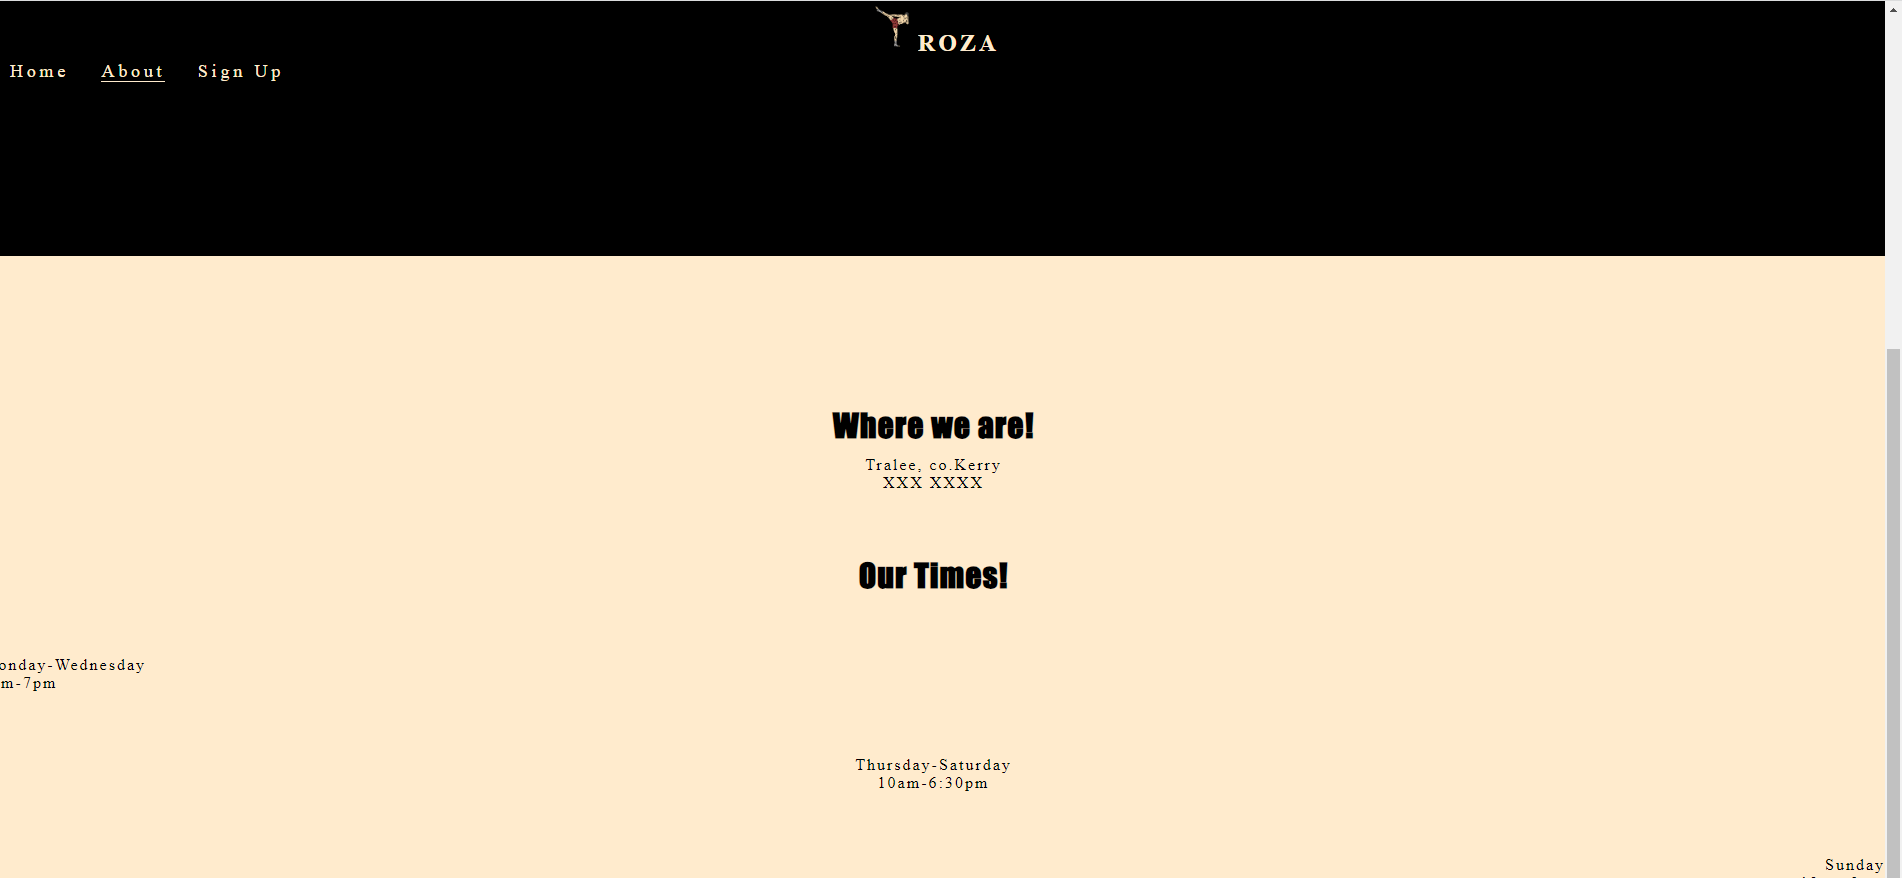 ROZA
Home About Sign Up
Where we are!
Tralee, co.Kerry
XXX XXXX
Our Times!
onday-Wednesday
m-7pm
Thursday-Saturday
10am-6:30pm
Sunday